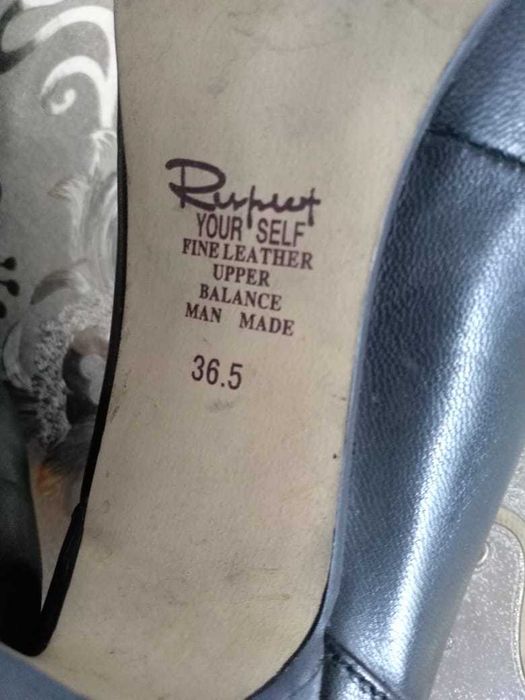 Respect
YOUR SELF
FINE LEATHER
UPPER
BALANCE
MAN MADE
36.5